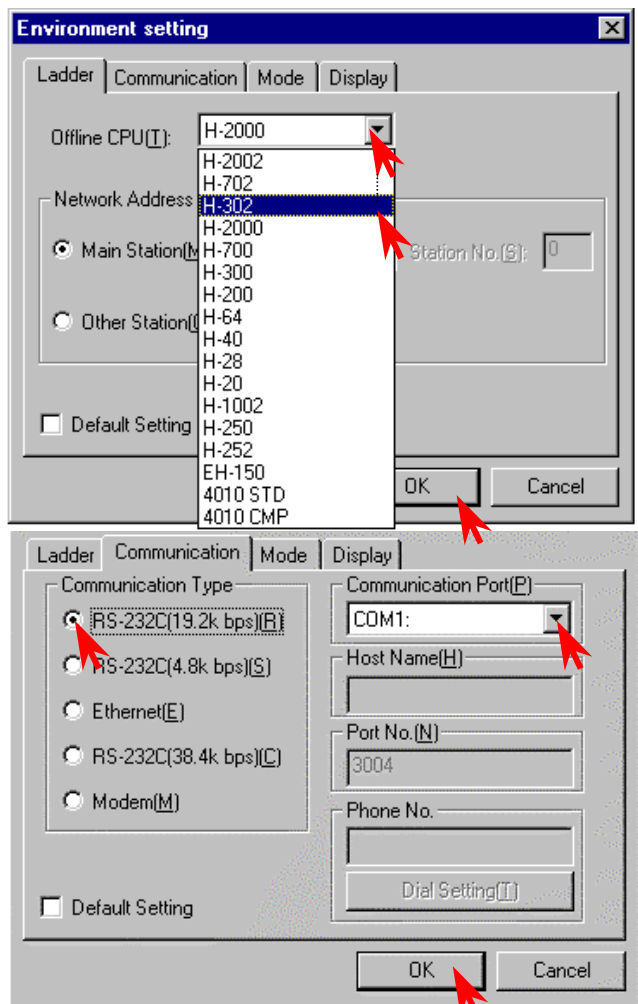 Environment setting
Ladder Communication Mode Display
Offline CPU(T): H-2000
H-2002
H-702
Network Address H-302
H-2000
Main Station(M H-700 Station No.(S): 0
H-300
H-200
Other Station( H-64
H-40
H-28
H-20
H-1002
Default Setting H-250
H-252
EH-150
4010 STD OK Cancel
4010 CMP
Ladder Communication Mode Display
Communication Type Communication Port(P)
RS-232C(19.2k bps)(R) COM1:
RS-232C(4.8k bps)(S) Host Name(H)
Ethernet(E)
Port No.(N)
RS-232C(38.4k bps)(C) 3004
Modem(M) Phone No.
Dial Setting(T)
Default Setting
OK Cancel